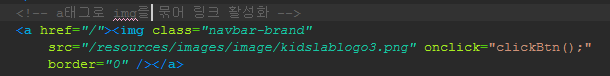 <!-- a태그로 img를 묶어 링크 활성화 -->
<a href="/"><img class="navbar-brand"
src="/resources/images/image/kidslablogo3.png" onclick="clickBtn();"
border="0" /></a>